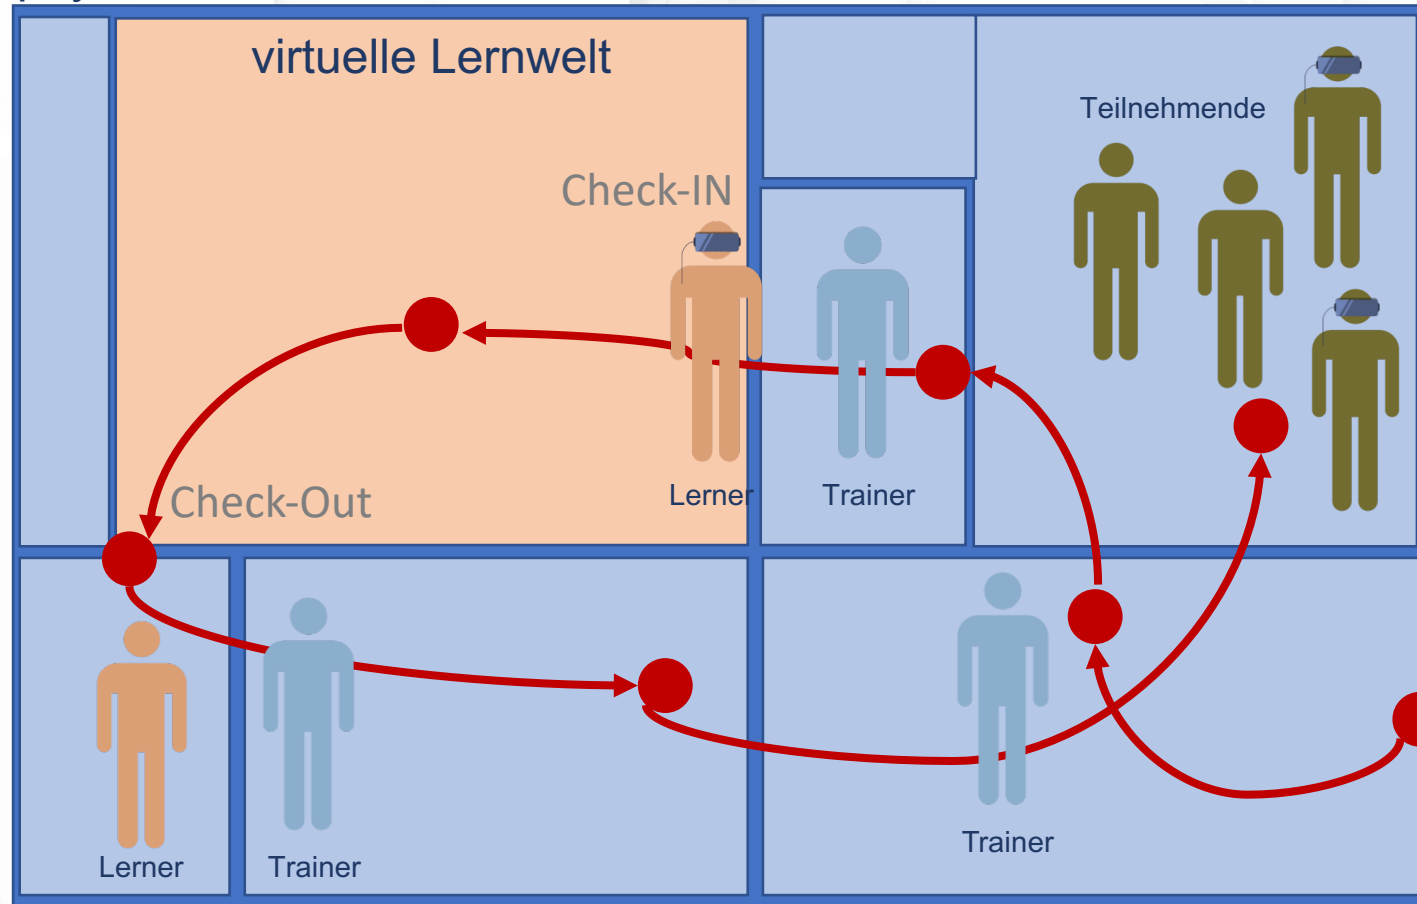 virtuelle Lernwelt
Teilnehmende
Check-IN
Lerner
Trainer
Check-Out
Lerner
Trainer
Trainer